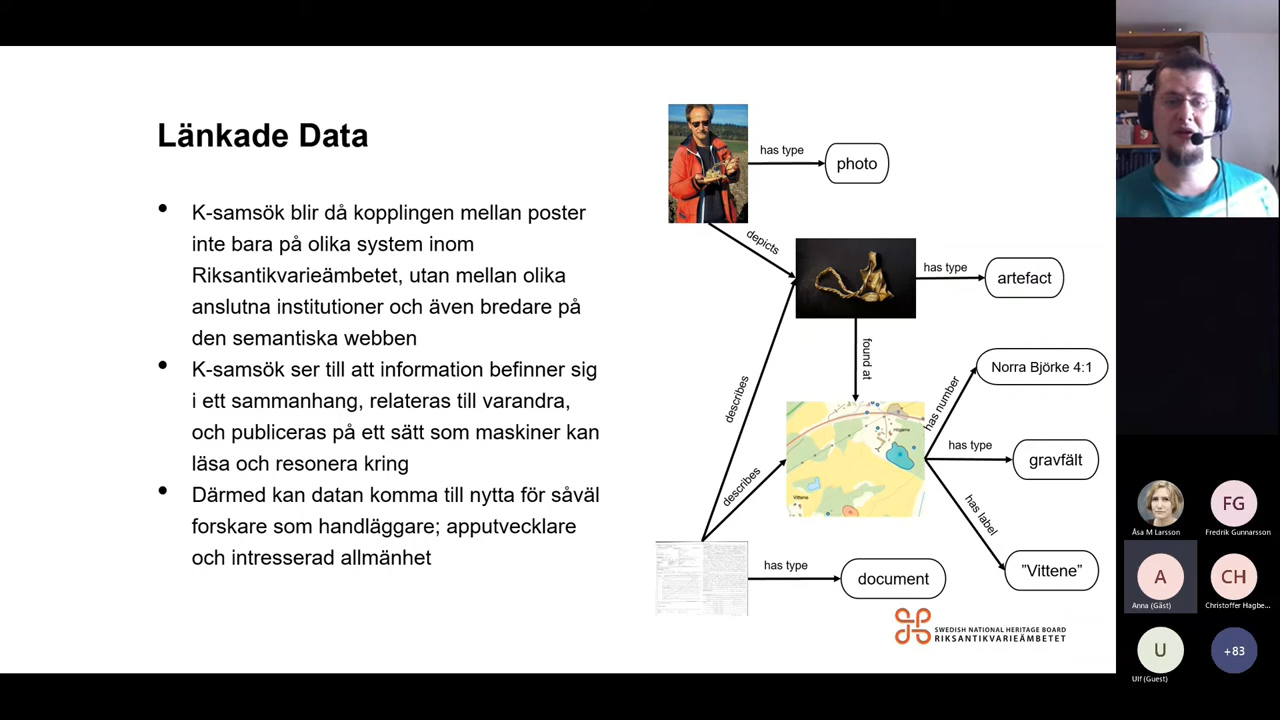 Länkade Data
• K-samsök blir då kopplingen mellan poster
inte bara på olika system inom
Riksantikvarieämbetet, utan mellan olika
anslutna institutioner och även bredare på
den semantiska webben
• K-samsök ser till att information befinner sig
i ett sammanhang, relateras till varandra,
och publiceras på ett sätt som maskiner kan
läsa och resonera kring
• Därmed kan datan komma till nytta för såväl
forskare som handläggare; apputvecklare
och intresserad allmänhet
has type
photo
depicts
has type
artefact
found at
describes
describes
has number
Norra Björke 4:1
has type
gravfält
has label
"Vittene"
Vittene
has type
document
SWEDISH NATIONAL HERITAGE BOARD
RIKSANTIKVARIEÄMBETET
Åsa M Larsson
FG
Fredrik Gunnarsson
A
Anna (Gäst)
CH
Christoffer Hagbe...
U
Ulf (Guest)
+83